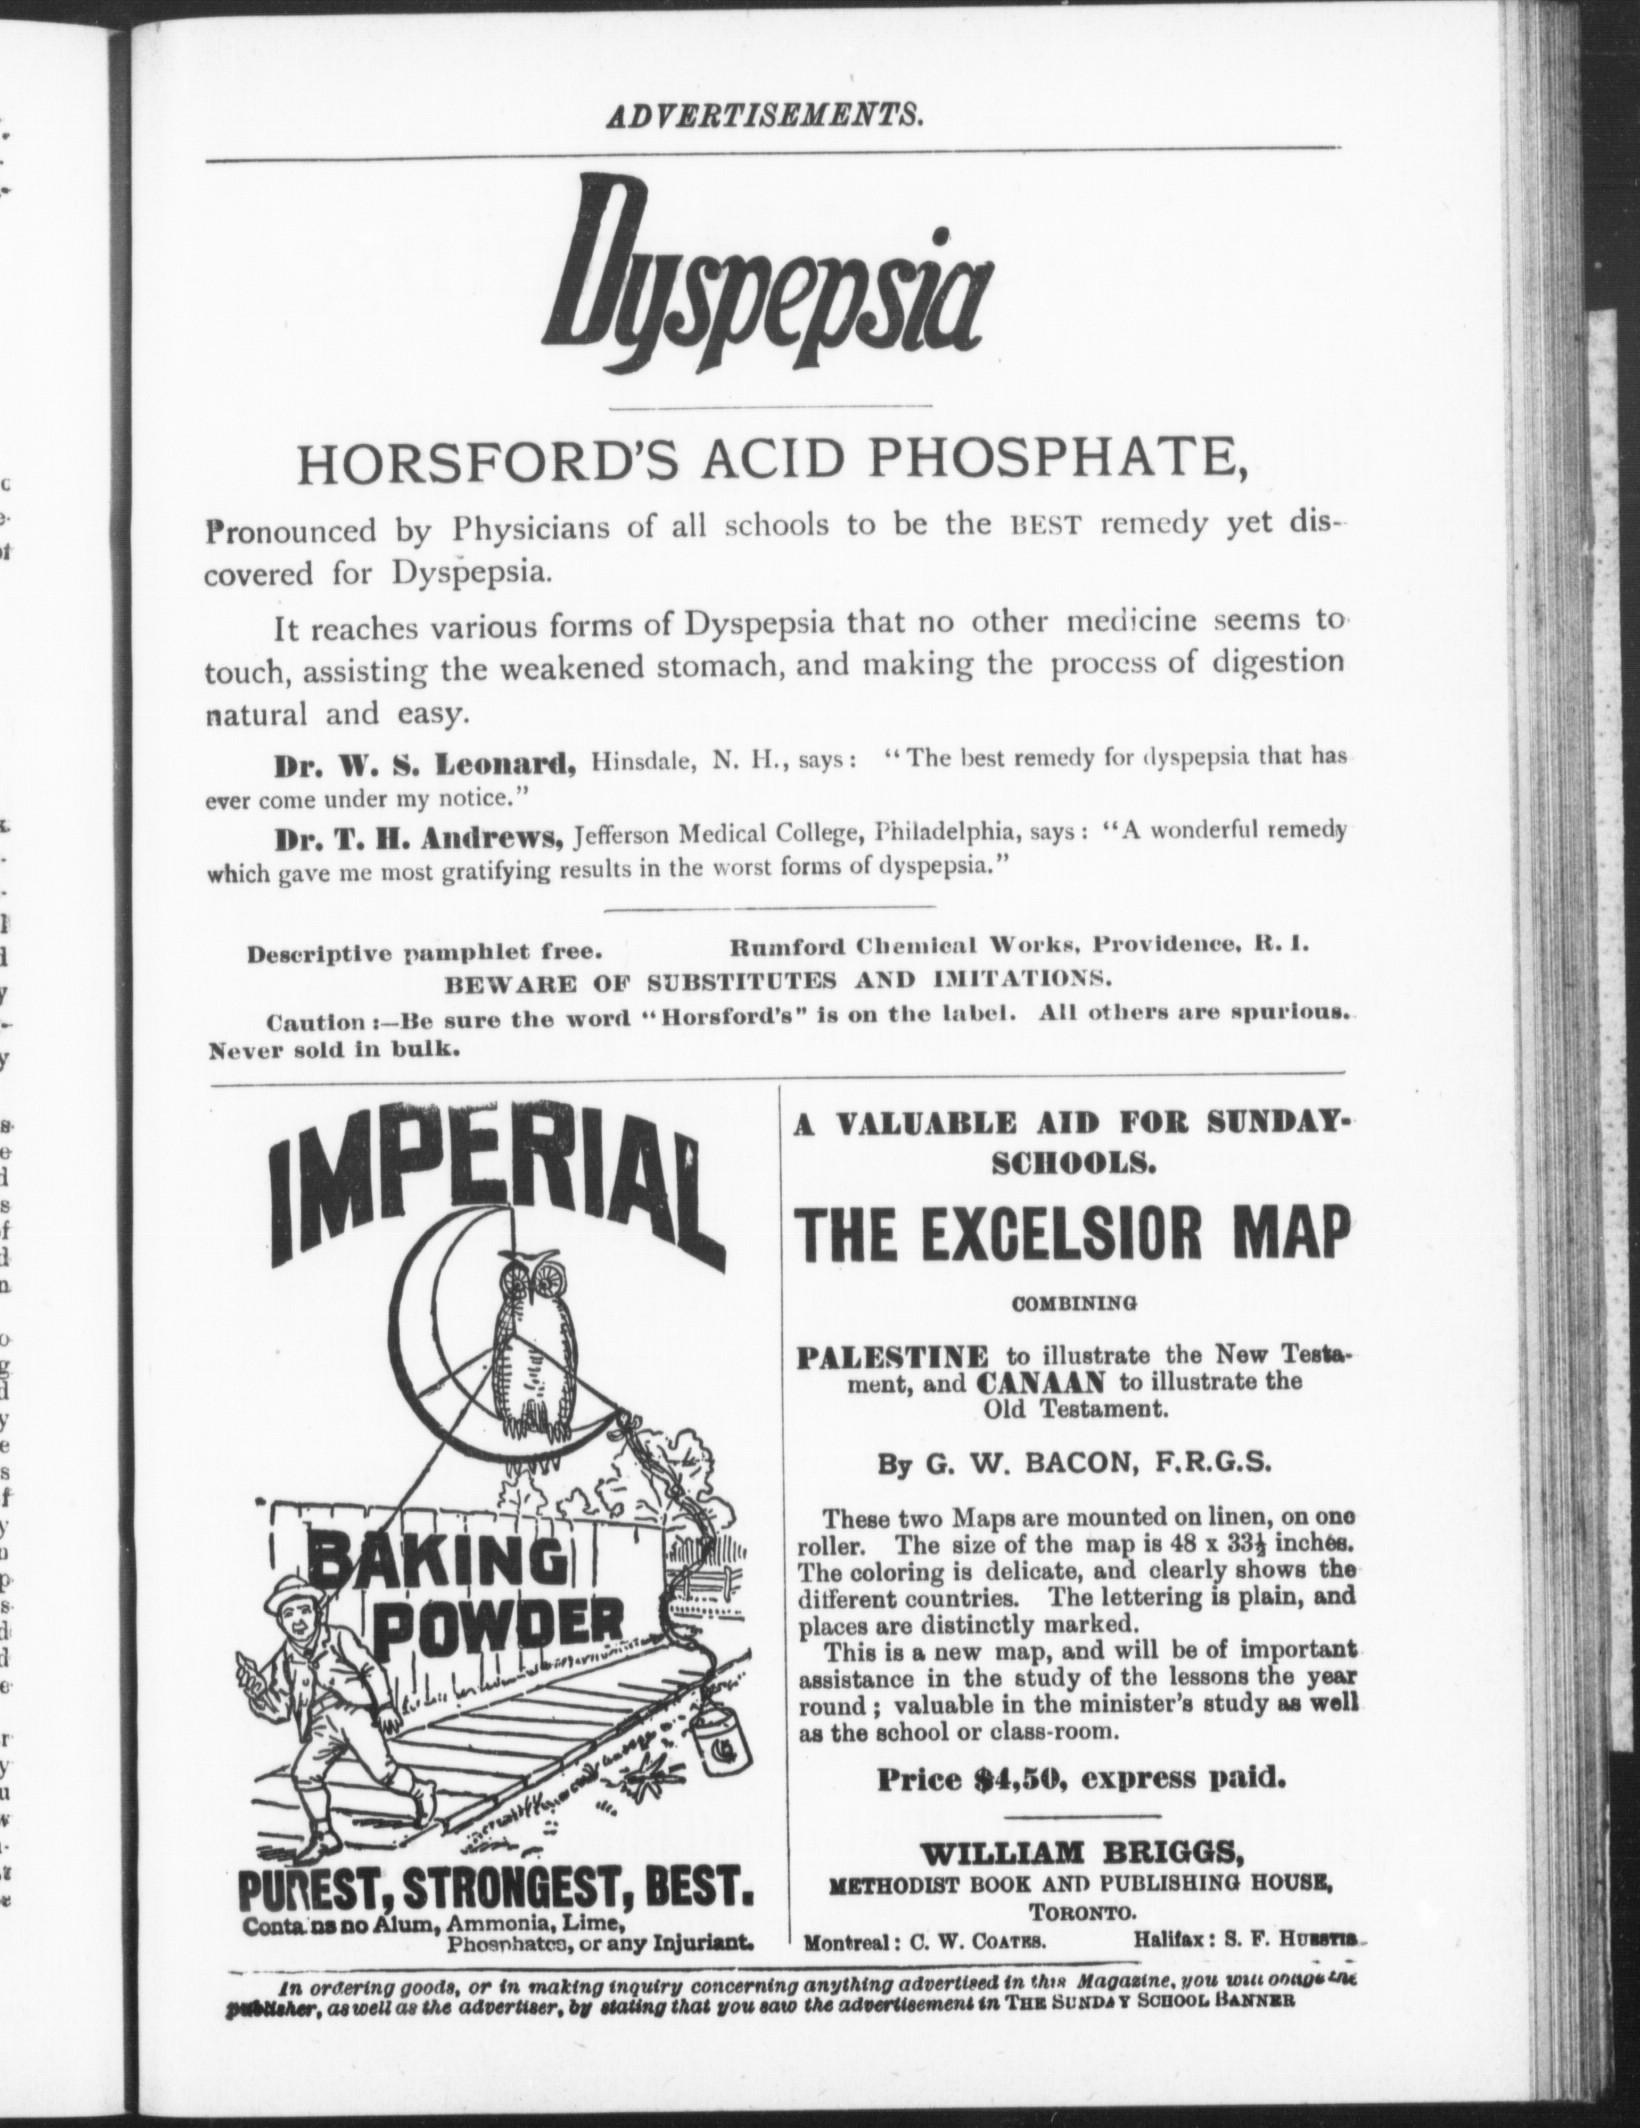 ADVERTISEMENTS.
Dyspepsia
HORSFORD'S ACID PHOSPHATE,
Pronounced by Physicians of all schools to be the BEST remedy yet dis-
covered for Dyspepsia.
It reaches various forms of Dyspepsia that no other medicine seems to
touch, assisting the weakened stomach, and making the process of digestion
natural and easy.
Dr. W. S. Leonard, Hinsdale, N. H., says: "The best remedy for dyspepsia that has
ever come under my notice."
Dr. T. H. Andrews, Jefferson Medical College, Philadelphia, says: "A wonderful remedy
which gave me most gratifying results in the worst forms of dyspepsia."
Descriptive pamphlet free. Rumford Chemical Works, Providence, R. I.
BEWARE OF SUBSTITUTES AND IMITATIONS.
Caution:—Be sure the word "Horsford's" is on the label. All others are spurious.
Never sold in bulk.
IMPERIAL
BAKING
POWDER
PUREST, STRONGEST, BEST.
Contains no Alum, Ammonia, Lime,
Phosphates, or any Injuriant.
A VALUABLE AID FOR SUNDAY-
SCHOOLS.
THE EXCELSIOR MAP
COMBINING
PALESTINE to illustrate the New Testa-
ment, and CANAAN to illustrate the
Old Testament.
By G. W. BACON, F.R.G.S.
These two Maps are mounted on linen, on one
roller. The size of the map is 48 x 33½ inches.
The coloring is delicate, and clearly shows the
different countries. The lettering is plain, and
places are distinctly marked.
This is a new map, and will be of important
assistance in the study of the lessons the year
round; valuable in the minister's study as well
as the school or class-room.
Price $4,50, express paid.
WILLIAM BRIGGS,
METHODIST BOOK AND PUBLISHING HOUSE,
TORONTO.
Montreal: C. W. COATES. Halifax: S. F. HUESTIS.
In ordering goods, or in making inquiry concerning anything advertised in this Magazine, you will oblige the
publisher, as well as the advertiser, by stating that you saw the advertisement in THE SUNDAY SCHOOL BANNER